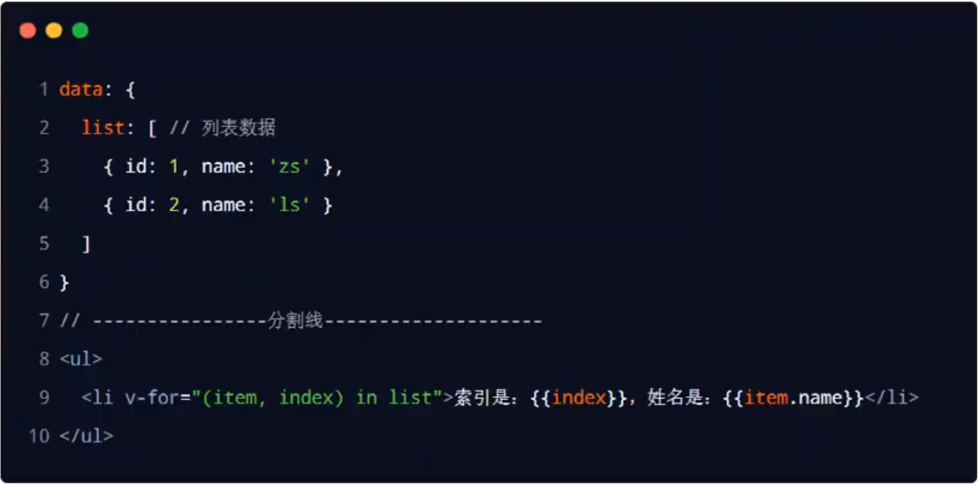 1 data: {
2   list: [ // 列表数据
3     { id: 1, name: 'zs' },
4     { id: 2, name: 'ls' }
5   ]
6 }
7 // ----------------分割线--------------------
8 <ul>
9   <li v-for="(item, index) in list">索引是：{{index}}，姓名是：{{item.name}}</li>
10 </ul>